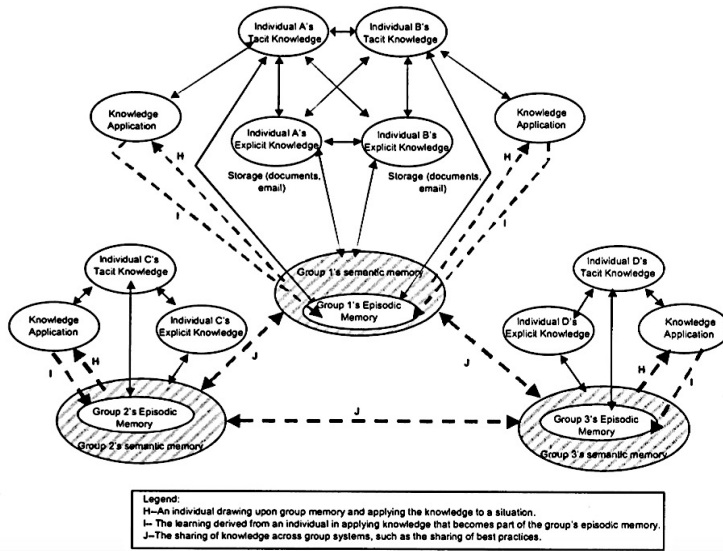 Individual A's
Tacit Knowledge
Individual B's
Tacit Knowledge
Knowledge
Application
Knowledge
Application
Individual A's
Explicit Knowledge
Individual B's
Explicit Knowledge
H
H
Storage (documents,
email)
Storage (documents,
email)
I
I
Group 1's semantic memory
Group 1's Episodic
Memory
Individual C's
Tacit Knowledge
Individual D's
Tacit Knowledge
Knowledge
Application
Individual C's
Explicit Knowledge
Individual D's
Explicit Knowledge
Knowledge
Application
J
J
H
I
H
I
Group 2's Episodic
Memory
Group 2's semantic memory
J
Group 3's Episodic
Memory
Group 3's semantic memory
Legend:
H--An individual drawing upon group memory and applying the knowledge to a situation.
I-- The learning derived from an individual in applying knowledge that becomes part of the group's episodic memory.
J--The sharing of knowledge across group systems, such as the sharing of best practices.